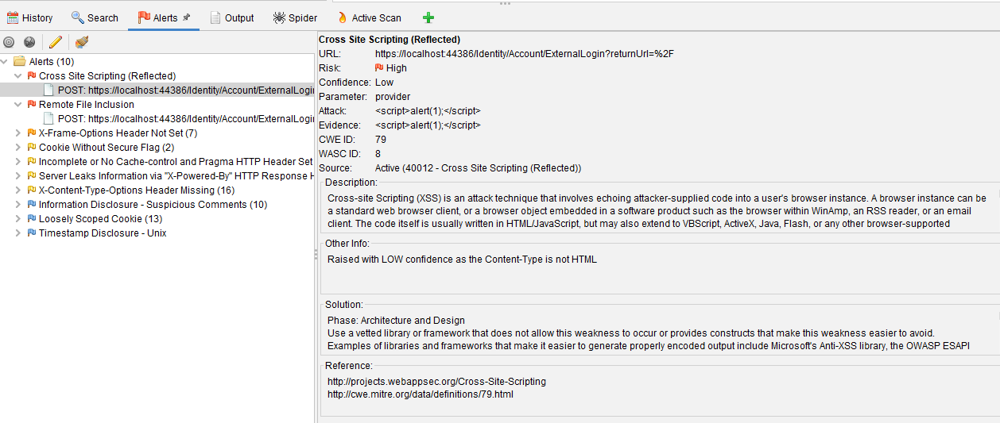 History Search Alerts Output Spider Active Scan
Alerts (10)
Cross Site Scripting (Reflected)
POST: https://localhost:44386/Identity/Account/ExternalLogin
Remote File Inclusion
POST: https://localhost:44386/Identity/Account/ExternalLogin
X-Frame-Options Header Not Set (7)
Cookie Without Secure Flag (2)
Incomplete or No Cache-control and Pragma HTTP Header Set
Server Leaks Information via "X-Powered-By" HTTP Response H
X-Content-Type-Options Header Missing (16)
Information Disclosure - Suspicious Comments (10)
Loosely Scoped Cookie (13)
Timestamp Disclosure - Unix
Cross Site Scripting (Reflected)
URL: https://localhost:44386/Identity/Account/ExternalLogin?returnUrl=%2F
Risk: High
Confidence: Low
Parameter: provider
Attack: <script>alert(1);</script>
Evidence: <script>alert(1);</script>
CWE ID: 79
WASC ID: 8
Source: Active (40012 - Cross Site Scripting (Reflected))
Description:
Cross-site Scripting (XSS) is an attack technique that involves echoing attacker-supplied code into a user's browser instance. A browser instance can be
a standard web browser client, or a browser object embedded in a software product such as the browser within WinAmp, an RSS reader, or an email
client. The code itself is usually written in HTML/JavaScript, but may also extend to VBScript, ActiveX, Java, Flash, or any other browser-supported
Other Info:
Raised with LOW confidence as the Content-Type is not HTML
Solution:
Phase: Architecture and Design
Use a vetted library or framework that does not allow this weakness to occur or provides constructs that make this weakness easier to avoid.
Examples of libraries and frameworks that make it easier to generate properly encoded output include Microsoft's Anti-XSS library, the OWASP ESAPI
Reference:
http://projects.webappsec.org/Cross-Site-Scripting
http://cwe.mitre.org/data/definitions/79.html